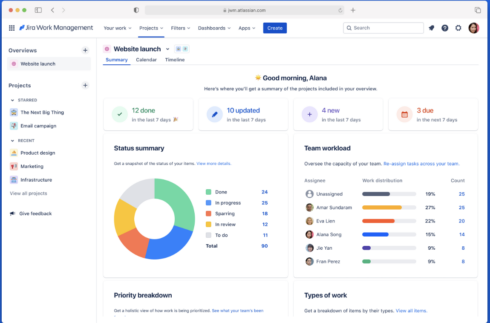 jwm.atlassian.com
Jira Work Management
Your work
Projects
Filters
Dashboards
Apps
Create
Search
Overviews
Website launch
Projects
STARRED
The Next Big Thing
Email campaign
RECENT
Product design
Marketing
Infrastructure
View all projects
Give feedback
Website launch
Summary Calendar Timeline
Good morning, Alana
Here's where you'll get a summary of the projects included in your overview.
12 done
in the last 7 days
10 updated
in the last 7 days
4 new
in the last 7 days
3 due
in the next 7 days
Status summary
Get a snapshot of the status of your items. View more details.
Done 24
In progress 25
Sparring 18
In review 12
To do 11
Total 90
Team workload
Oversee the capacity of your team. Re-assign tasks across your team.
Assignee Work distribution Count
Unassigned 19% 25
Amar Sundaram 27% 25
Eva Lien 22% 20
Alana Song 15% 14
Jie Yan 9% 8
Fran Perez 9% 8
Priority breakdown
Get a holistic view of how work is being prioritized. See what your team's been
Types of work
Get a breakdown of items by their types. View all items.